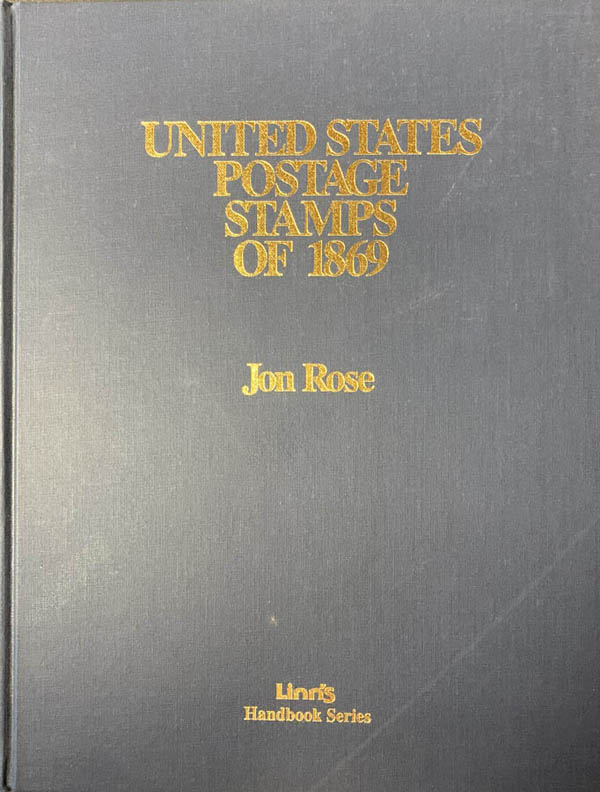 UNITED STATES
POSTAGE
STAMPS
OF 1869
Jon Rose
Linn's
Handbook Series